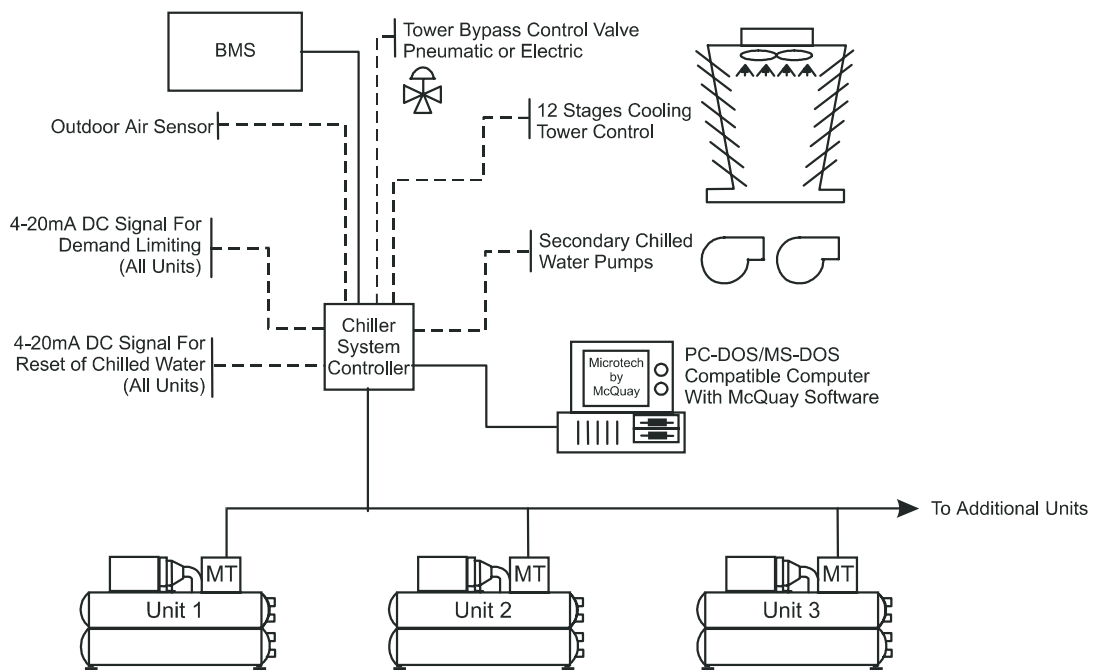 BMS
Tower Bypass Control Valve
Pneumatic or Electric
Outdoor Air Sensor
12 Stages Cooling
Tower Control
4-20mA DC Signal For
Demand Limiting
(All Units)
Secondary Chilled
Water Pumps
4-20mA DC Signal For
Reset of Chilled Water
(All Units)
Chiller
System
Controller
Microtech
by
McQuay
PC-DOS/MS-DOS
Compatible Computer
With McQuay Software
To Additional Units
MT
Unit 1
MT
Unit 2
MT
Unit 3